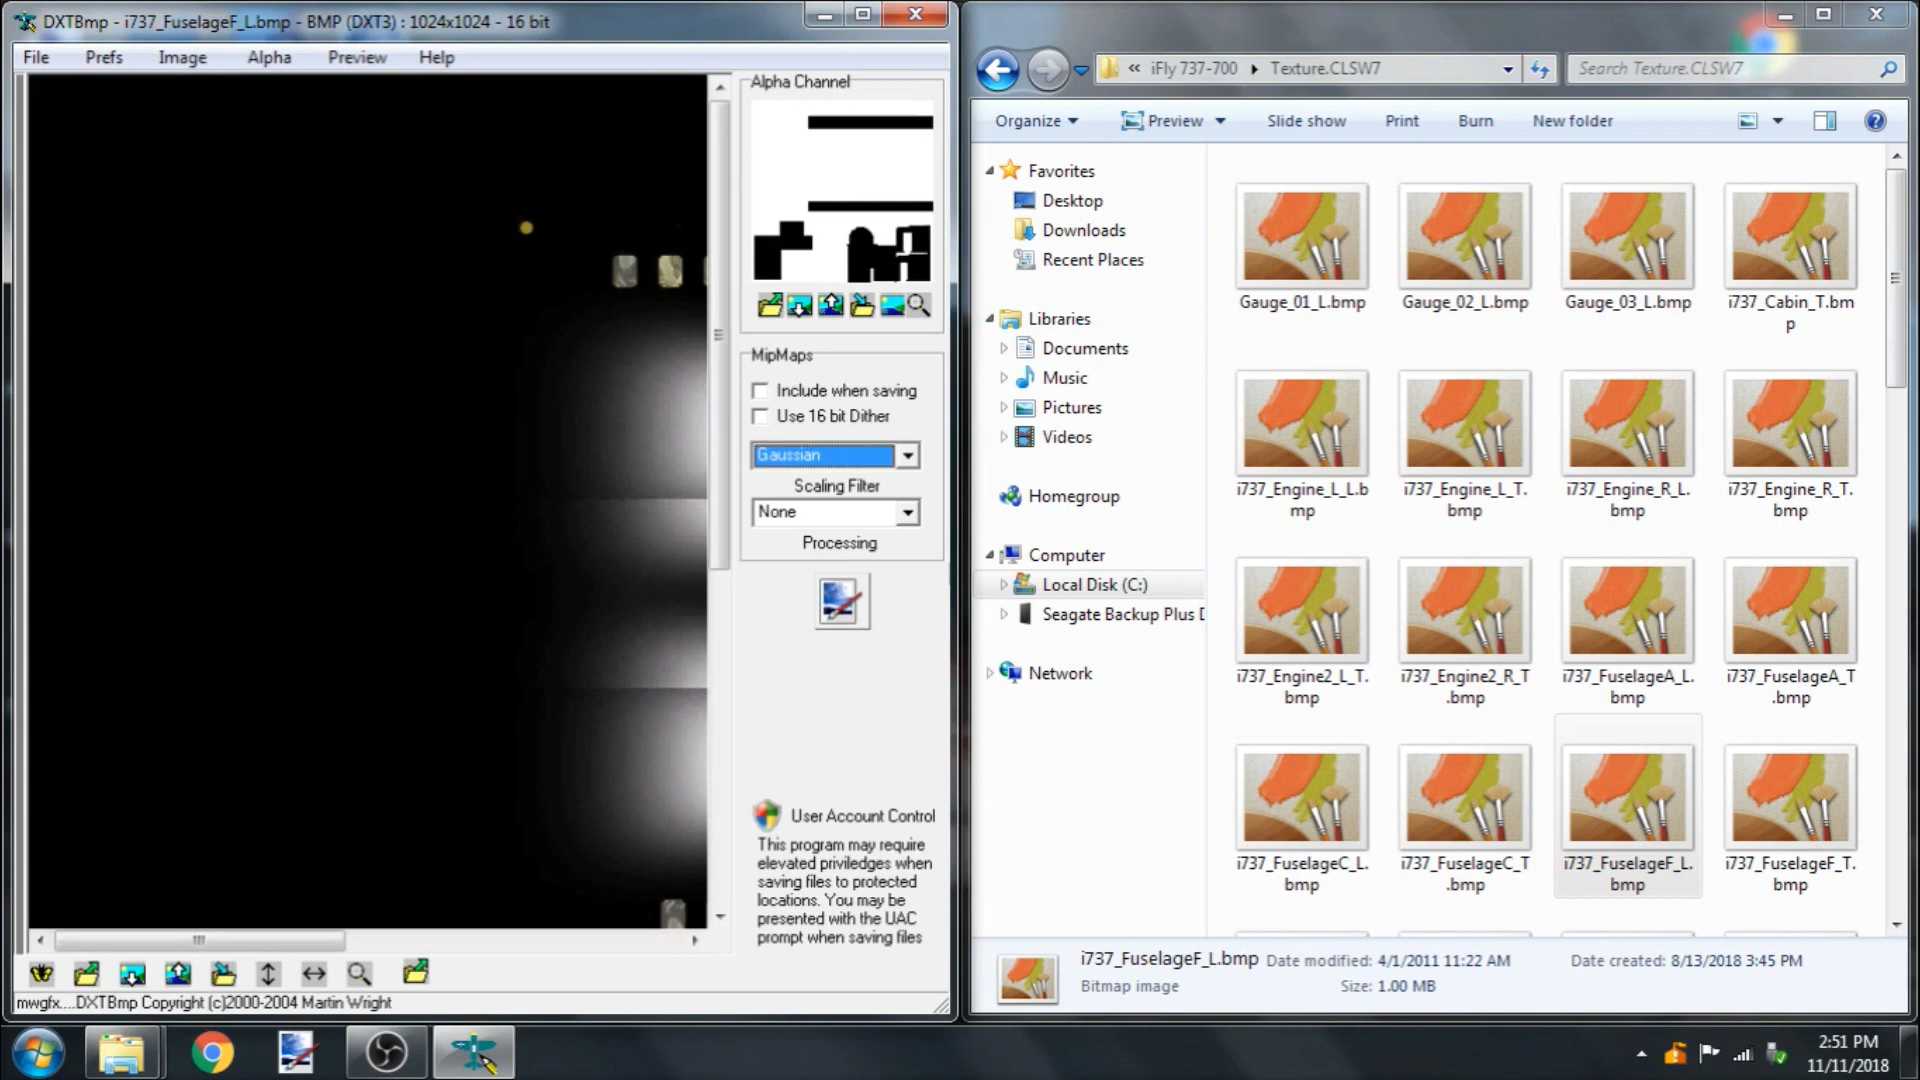 DXTBmp - i737_FuselageF_L.bmp - BMP (DXT3) : 1024x1024 - 16 bit
File Prefs Image Alpha Preview Help
Alpha Channel
MipMaps
Include when saving
Use 16 bit Dither
Gaussian
Scaling Filter
None
Processing
User Account Control
This program may require
elevated priviledges when
saving files to protected
locations. You may be
presented with the UAC
prompt when saving files
mwgfx....DXTBmp Copyright (c)2000-2004 Martin Wright
« iFly 737-700 Texture.CLSW7
Search Texture.CLSW7
Organize Preview Slide show Print Burn New folder
Favorites
Desktop
Downloads
Recent Places
Libraries
Documents
Music
Pictures
Videos
Homegroup
Computer
Local Disk (C:)
Seagate Backup Plus D
Network
Gauge_01_L.bmp Gauge_02_L.bmp Gauge_03_L.bmp i737_Cabin_T.bm
p
i737_Engine_L_L.b i737_Engine_L_T. i737_Engine_R_L. i737_Engine_R_T.
mp bmp bmp bmp
i737_Engine2_L_T. i737_Engine2_R_T i737_FuselageA_L. i737_FuselageA_T
bmp .bmp bmp .bmp
i737_FuselageC_L. i737_FuselageC_T i737_FuselageF_L. i737_FuselageF_T.
bmp .bmp bmp bmp
i737_FuselageF_L.bmp Date modified: 4/1/2011 11:22 AM Date created: 8/13/2018 3:45 PM
Bitmap image Size: 1.00 MB
2:51 PM
11/11/2018